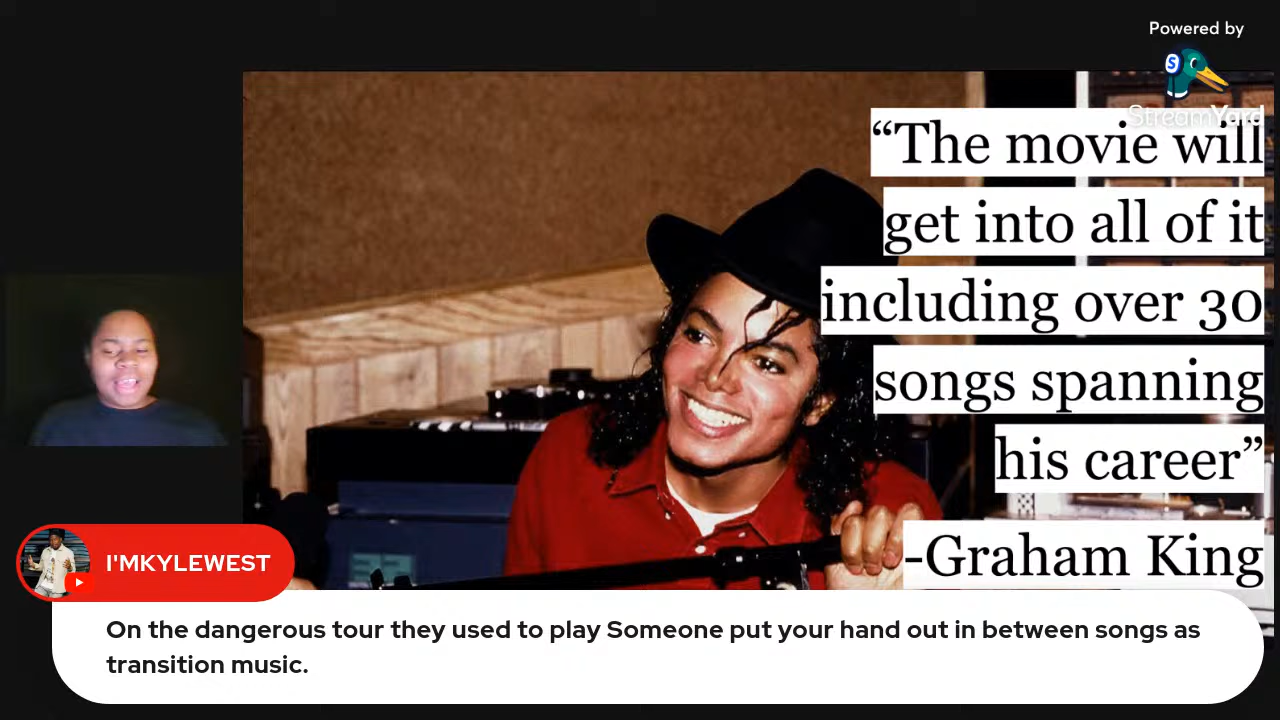 Powered by
StreamYard
“The movie will
get into all of it
including over 30
songs spanning
his career”
-Graham King
I'MKYLEWEST
On the dangerous tour they used to play Someone put your hand out in between songs as
transition music.